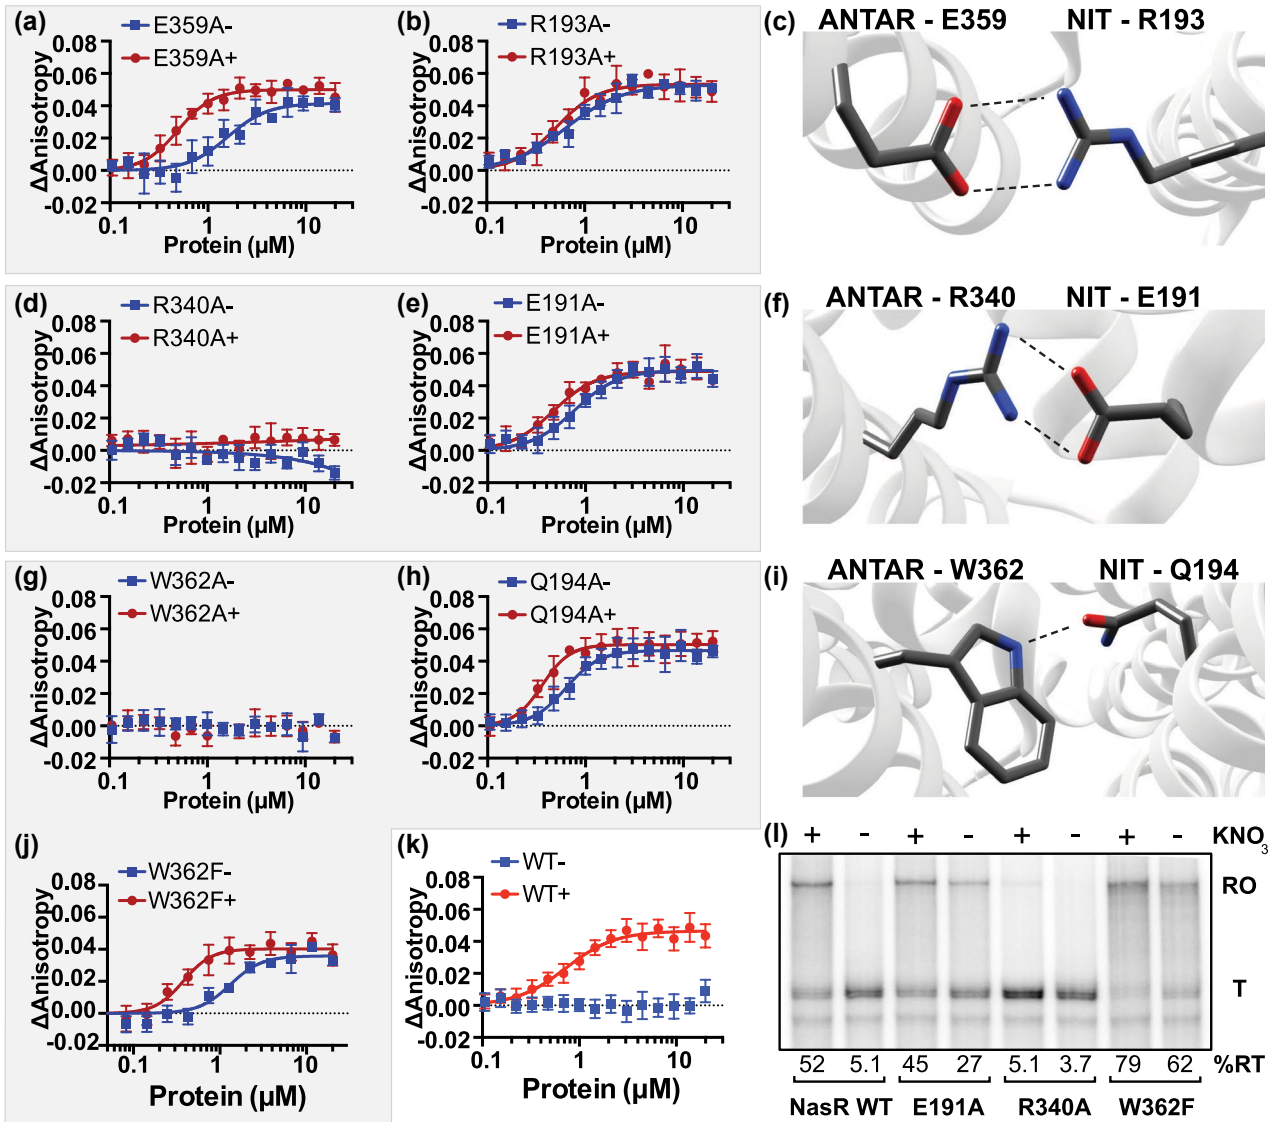 (a)
E359A-
E359A+
0.08
0.06
0.04
0.02
0.00
-0.02
ΔAnisotropy
0.1 1 10
Protein (µM)
(b)
R193A-
R193A+
0.08
0.06
0.04
0.02
0.00
-0.02
ΔAnisotropy
0.1 1 10
Protein (µM)
(c)
ANTAR - E359 NIT - R193
(d)
R340A-
R340A+
0.08
0.06
0.04
0.02
0.00
-0.02
ΔAnisotropy
0.1 1 10
Protein (µM)
(e)
E191A-
E191A+
0.08
0.06
0.04
0.02
0.00
-0.02
ΔAnisotropy
0.1 1 10
Protein (µM)
(f)
ANTAR - R340 NIT - E191
(g)
W362A-
W362A+
0.08
0.06
0.04
0.02
0.00
-0.02
ΔAnisotropy
0.1 1 10
Protein (µM)
(h)
Q194A-
Q194A+
0.08
0.06
0.04
0.02
0.00
-0.02
ΔAnisotropy
0.1 1 10
Protein (µM)
(i)
ANTAR - W362 NIT - Q194
(j)
W362F-
W362F+
0.08
0.06
0.04
0.02
0.00
-0.02
ΔAnisotropy
0.1 1 10
Protein (µM)
(k)
WT-
WT+
0.08
0.06
0.04
0.02
0.00
-0.02
ΔAnisotropy
0.1 1 10
Protein (µM)
(l)
+ - + - + - + - KNO3
RO
T
52 5.1 45 27 5.1 3.7 79 62 %RT
NasR WT E191A R340A W362F